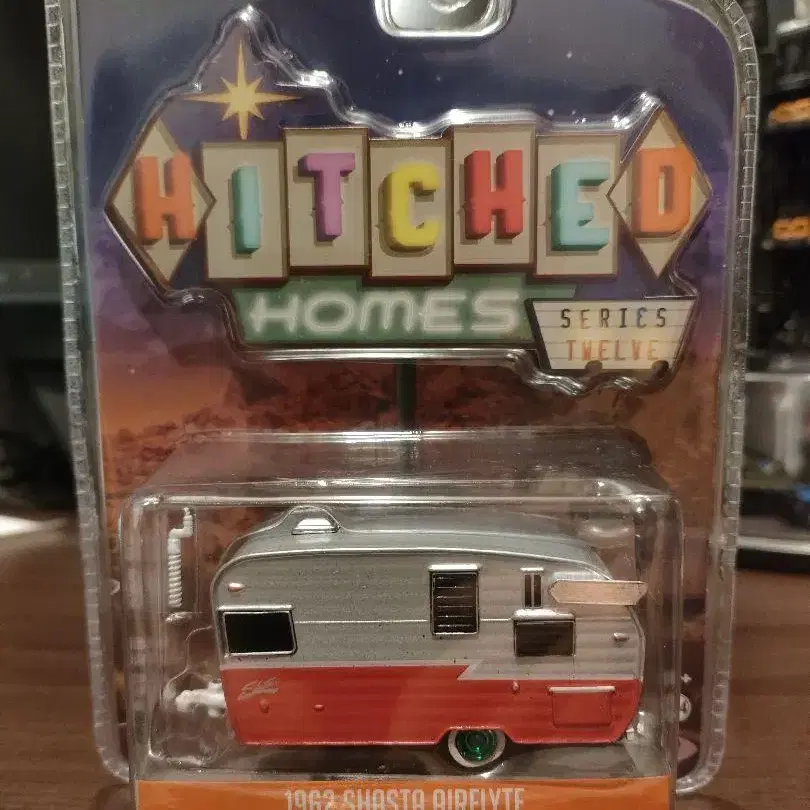 HITCHED
HOMES
SERIES
TWELVE
1962 SHASTA AIRFLYTE